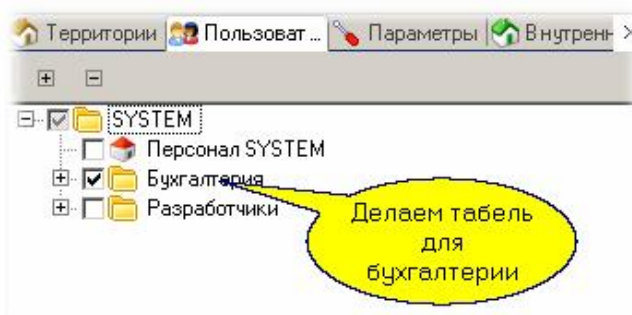 Территории Пользоват... Параметры Внутренн
SYSTEM
Персонал SYSTEM
Бухгалтерия
Разработчики
Делаем табель
для
бухгалтерии